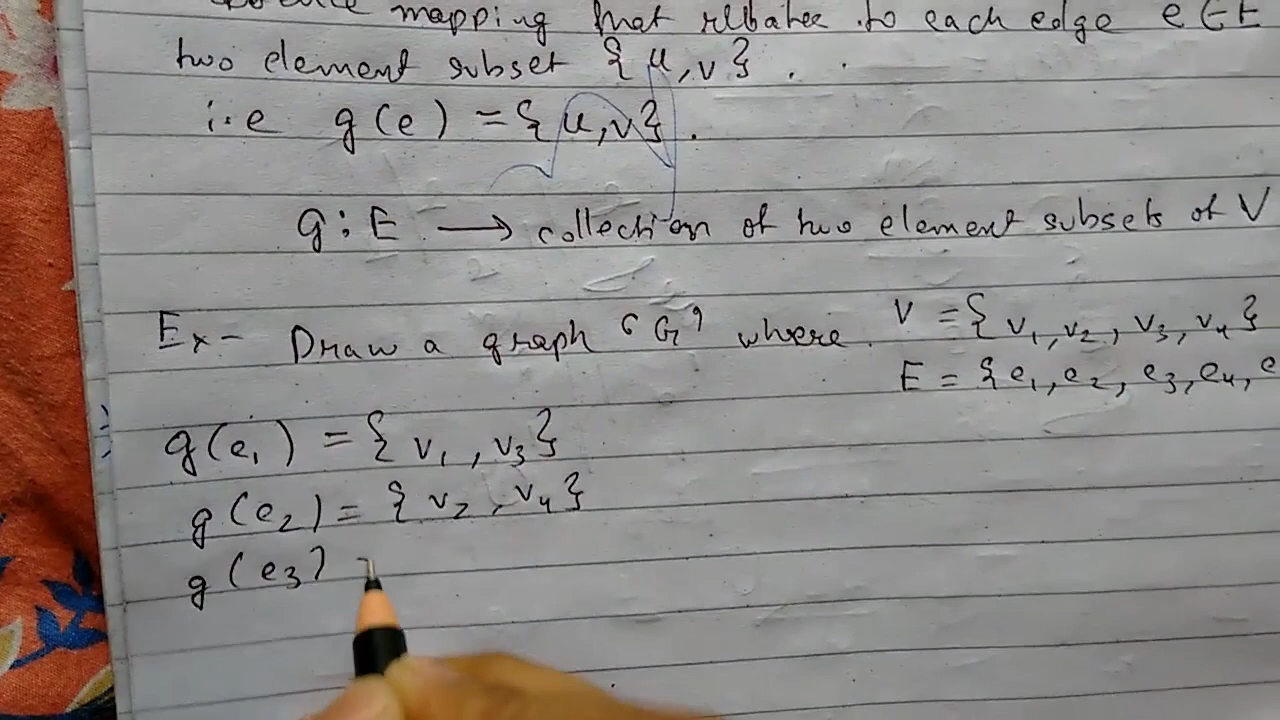 mapping that relates to each edge e ∈ E
two element subset {u, v}.
i.e g(e) = {u, v}.
g : E → collection of two element subsets of V
Ex- Draw a graph 'G' where V = {v₁, v₂, v₃, v₄}
E = {e₁, e₂, e₃, e₄, e
g(e₁) = {v₁, v₃}
g(e₂) = {v₂, v₄}
g(e₃)